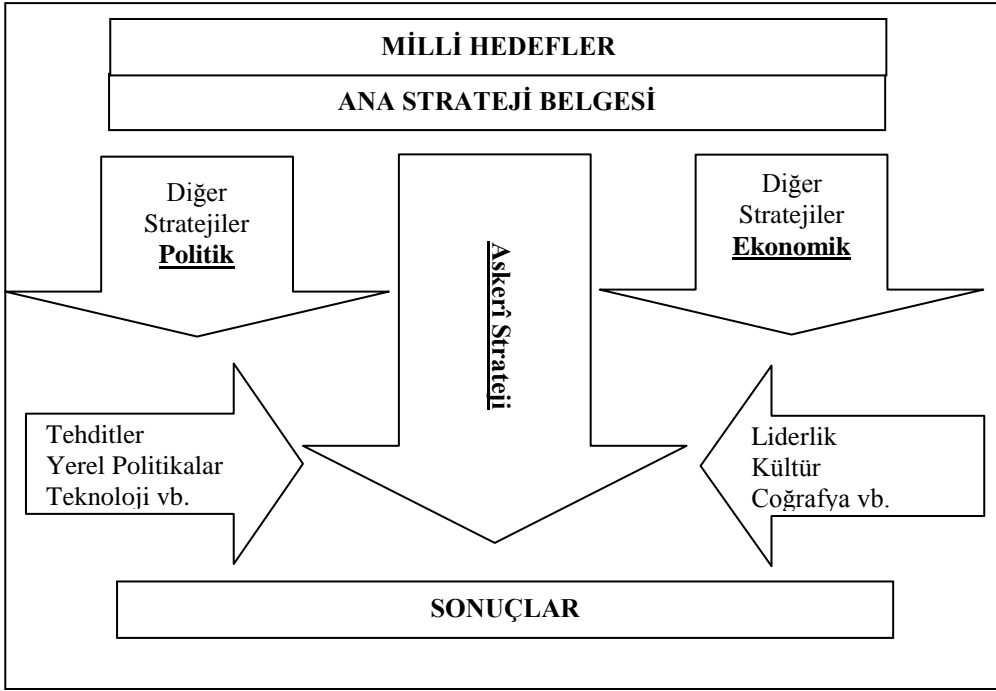 MİLLİ HEDEFLER
ANA STRATEJİ BELGESİ
Diğer
Stratejiler
Politik
Askerî Strateji
Diğer
Stratejiler
Ekonomik
Tehditler
Yerel Politikalar
Teknoloji vb.
Liderlik
Kültür
Coğrafya vb.
SONUÇLAR